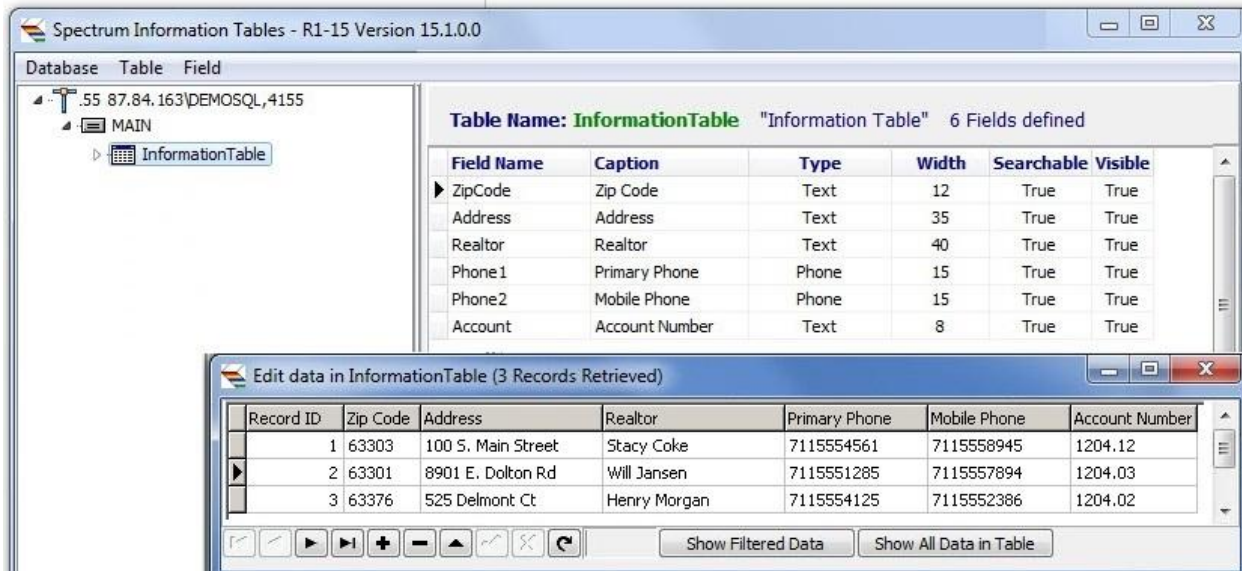 Spectrum Information Tables - R1-15 Version 15.1.0.0
Database Table Field
.55 87.84.163\DEMOSQL,4155
MAIN
InformationTable
Table Name: InformationTable "Information Table" 6 Fields defined
Field Name Caption Type Width Searchable Visible
ZipCode Zip Code Text 12 True True
Address Address Text 35 True True
Realtor Realtor Text 40 True True
Phone1 Primary Phone Phone 15 True True
Phone2 Mobile Phone Phone 15 True True
Account Account Number Text 8 True True
Edit data in InformationTable (3 Records Retrieved)
Record ID Zip Code Address Realtor Primary Phone Mobile Phone Account Number
1 63303 100 S. Main Street Stacy Coke 7115554561 7115558945 1204.12
2 63301 8901 E. Dolton Rd Will Jansen 7115551285 7115557894 1204.03
3 63376 525 Delmont Ct Henry Morgan 7115554125 7115552386 1204.02
Show Filtered Data Show All Data in Table